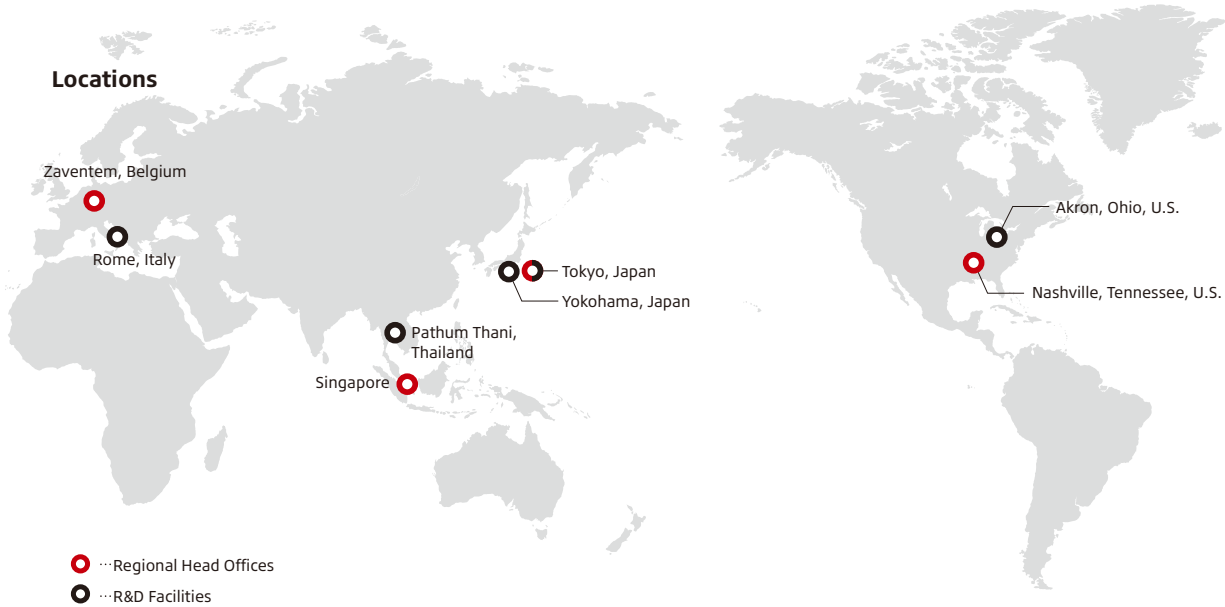 Locations
Zaventem, Belgium
Rome, Italy
Akron, Ohio, U.S.
Tokyo, Japan
Nashville, Tennessee, U.S.
Yokohama, Japan
Pathum Thani,
Thailand
Singapore
…Regional Head Offices
…R&D Facilities